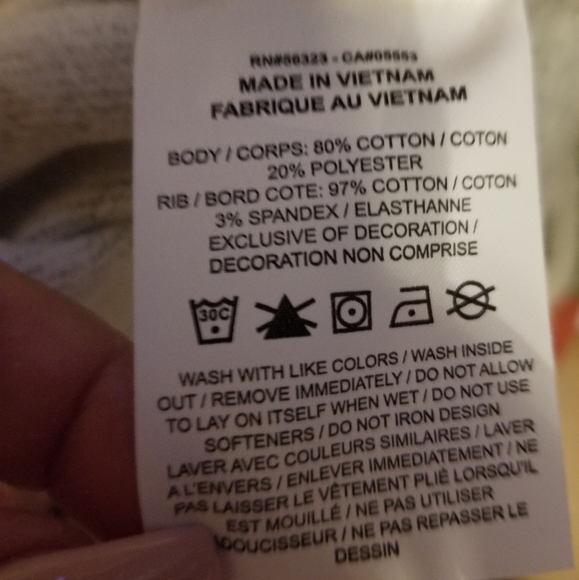 RN#56323 - CA#05553
MADE IN VIETNAM
FABRIQUE AU VIETNAM
BODY / CORPS: 80% COTTON / COTON
20% POLYESTER
RIB / BORD COTE: 97% COTTON / COTON
3% SPANDEX / ELASTHANNE
EXCLUSIVE OF DECORATION /
DECORATION NON COMPRISE
30C
WASH WITH LIKE COLORS / WASH INSIDE
OUT / REMOVE IMMEDIATELY / DO NOT ALLOW
TO LAY ON ITSELF WHEN WET / DO NOT USE
SOFTENERS / DO NOT IRON DESIGN
LAVER AVEC COULEURS SIMILAIRES / LAVER
A L'ENVERS / ENLEVER IMMEDIATEMENT / NE
PAS LAISSER LE VÊTEMENT PLIÉ LORSQU'IL
EST MOUILLÉ / NE PAS UTILISER
ADOUCISSEUR / NE PAS REPASSER LE
DESSIN